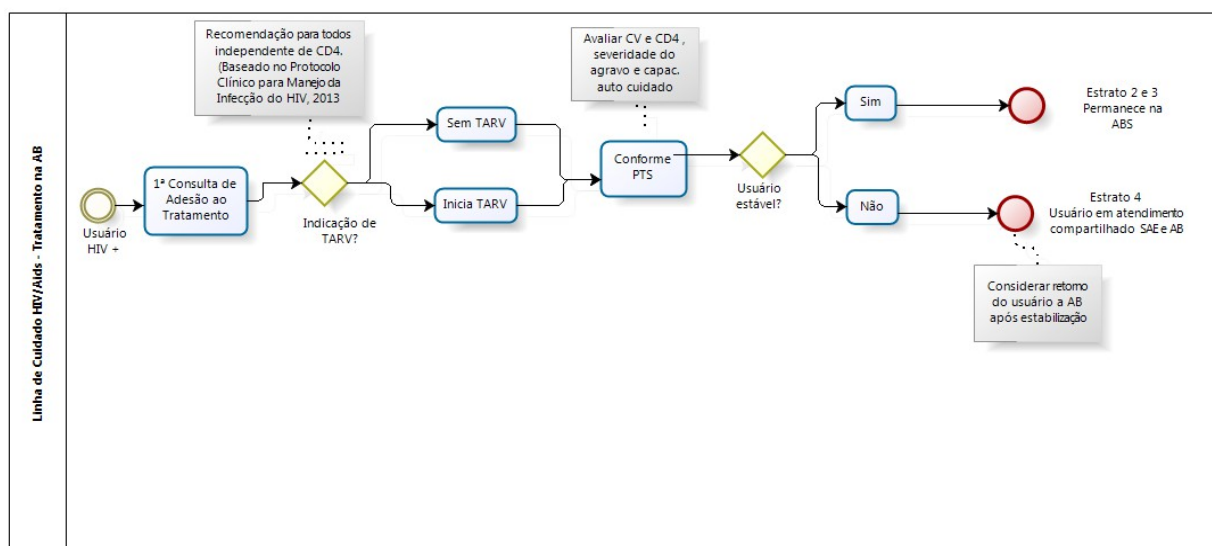 Linha de Cuidado HIV/Aids - Tratamento na AB
Usuário
HIV +
1ª Consulta de
Adesão ao
Tratamento
Recomendação para todos
independente de CD4.
(Baseado no Protocolo
Clínico para Manejo da
Infecção do HIV, 2013
Indicação de
TARV?
Sem TARV
Inicia TARV
Avaliar CV e CD4 ,
severidade do
agravo e capac.
auto cuidado
Conforme
PTS
Usuário
estável?
Sim
Estrato 2 e 3
Permanece na
ABS
Não
Estrato 4
Usuário em atendimento
compartilhado SAE e AB
Considerar retorno
do usuário a AB
após estabilização